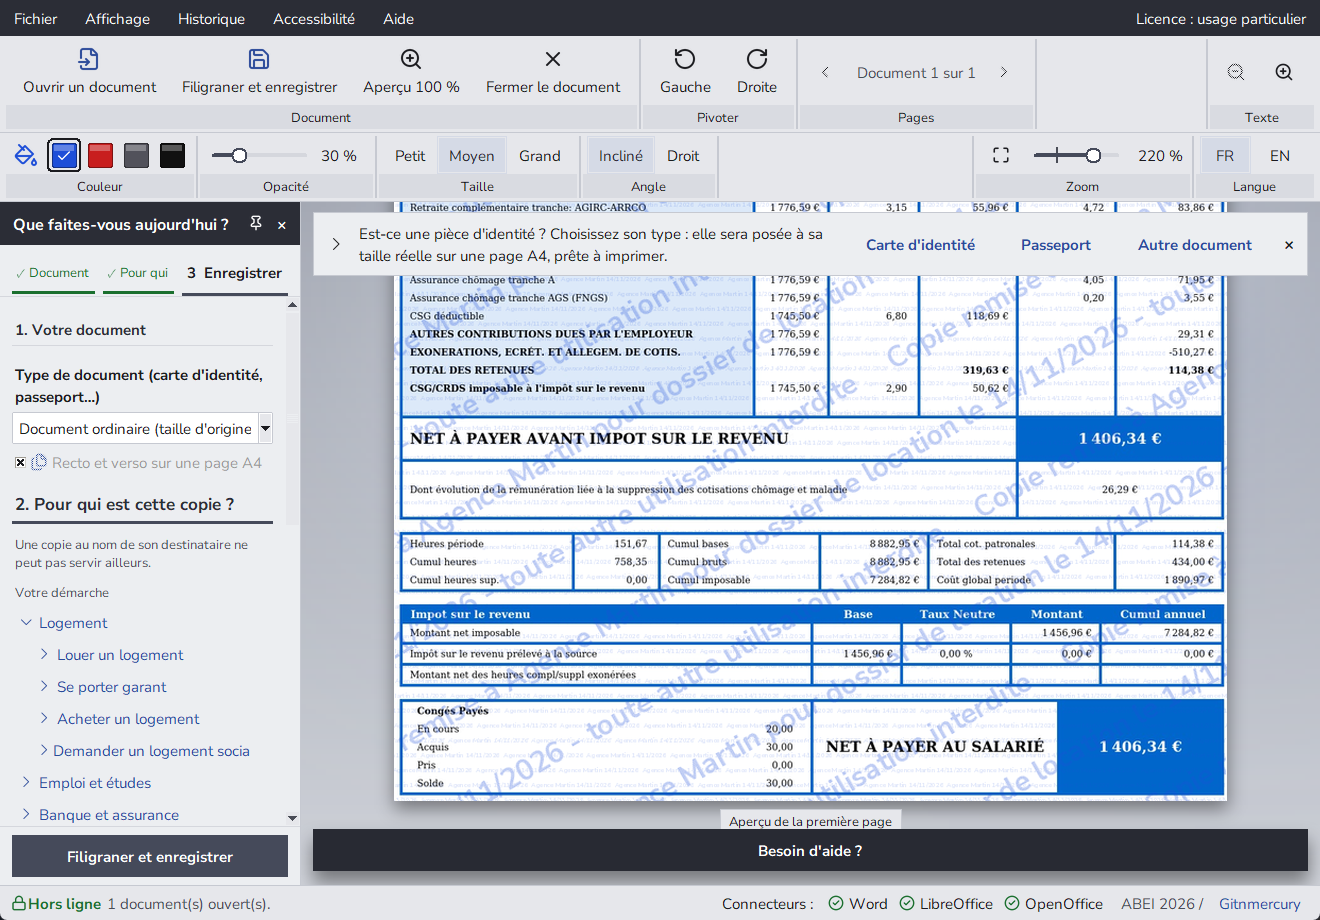 Fichier Affichage Historique Accessibilité Aide Licence : usage particulier
Ouvrir un document Filigraner et enregistrer Aperçu 100 % Fermer le document Gauche Droite Document 1 sur 1
Document Pivoter Pages Texte
30 % Petit Moyen Grand Incliné Droit 220 % FR EN
Couleur Opacité Taille Angle Zoom Langue
Que faites-vous aujourd'hui ?
Document Pour qui 3 Enregistrer
1. Votre document
Type de document (carte d'identité,
passeport...)
Document ordinaire (taille d'origine
Recto et verso sur une page A4
2. Pour qui est cette copie ?
Une copie au nom de son destinataire ne
peut pas servir ailleurs.
Votre démarche
Logement
Louer un logement
Se porter garant
Acheter un logement
Demander un logement socia
Emploi et études
Banque et assurance
Filigraner et enregistrer
Retraite complémentaire tranche: AGIRC-ARRCO 1 776,59 € 3,15 55,96 € 4,72 83,86 €
Est-ce une pièce d'identité ? Choisissez son type : elle sera posée à sa
taille réelle sur une page A4, prête à imprimer.
Carte d'identité Passeport Autre document
Assurance chômage tranche A 1 776,59 € 4,05 71,95 €
Assurance chômage tranche AGS (FNGS) 1 776,59 € 0,20 3,55 €
CSG déductible 1 745,50 € 6,80 118,69 €
AUTRES CONTRIBUTIONS DUES PAR L'EMPLOYEUR 1 776,59 € 29,31 €
EXONERATIONS, ECRÉT. ET ALLEGEM. DE COTIS. 1 776,59 € -510,27 €
TOTAL DES RETENUES 319,63 € 114,38 €
CSG/CRDS imposable à l'impôt sur le revenu 1 745,50 € 2,90 50,62 €
NET À PAYER AVANT IMPOT SUR LE REVENU 1 406,34 €
Dont évolution de la rémunération liée à la suppression des cotisations chômage et maladie 26,29 €
Heures période 151,67 Cumul bases 8 882,95 € Total cot. patronales 114,38 €
Cumul heures 758,35 Cumul bruts 8 882,95 € Total des retenues 434,00 €
Cumul heures sup. 0,00 Cumul imposable 7 284,82 € Coût global periode 1 890,97 €
Impot sur le revenu Base Taux Neutre Montant Cumul annuel
Montant net imposable 1 456,96 € 7 284,82 €
Impôt sur le revenu prélevé à la source 1 456,96 € 0,00 % 0,00 € 0,00 €
Montant net des heures compl/suppl exonérées
Congés Payés
En cours 20,00
Acquis 30,00
Pris 0,00
Solde 30,00
NET À PAYER AU SALARIÉ 1 406,34 €
Aperçu de la première page
Besoin d'aide ?
Hors ligne 1 document(s) ouvert(s). Connecteurs : Word LibreOffice OpenOffice ABEI 2026 / Gitnmercury